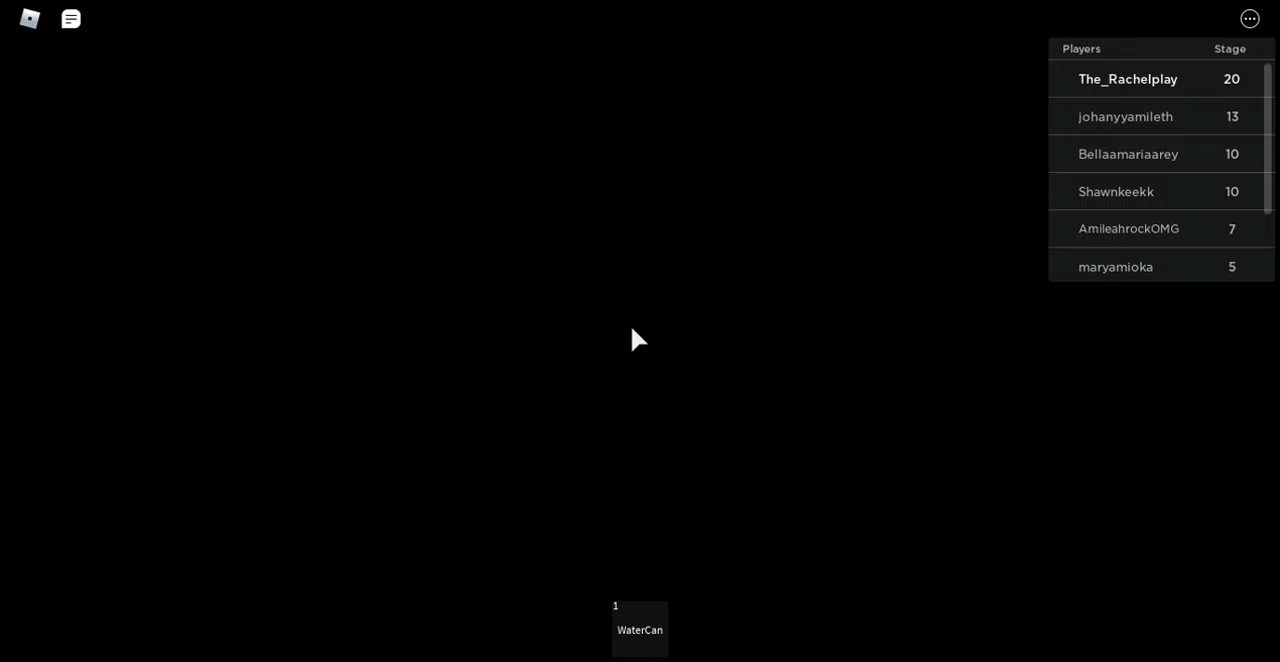 Players Stage
The_Rachelplay 20
johanyyamileth 13
Bellaamariaarey 10
Shawnkeekk 10
AmileahrockOMG 7
maryamioka 5
1
WaterCan